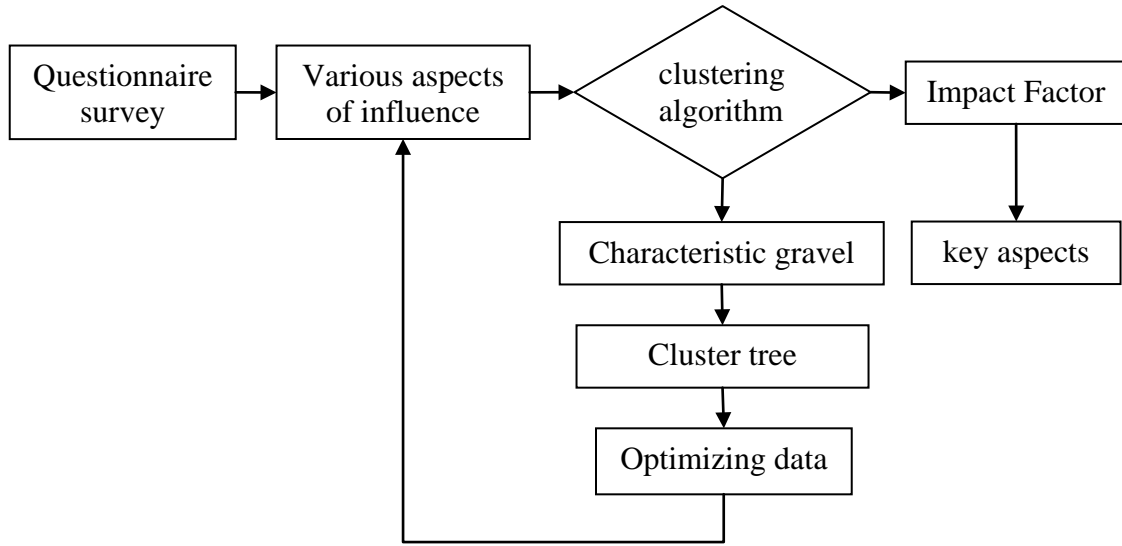 Questionnaire
survey
Various aspects
of influence
clustering
algorithm
Impact Factor
Characteristic gravel
key aspects
Cluster tree
Optimizing data